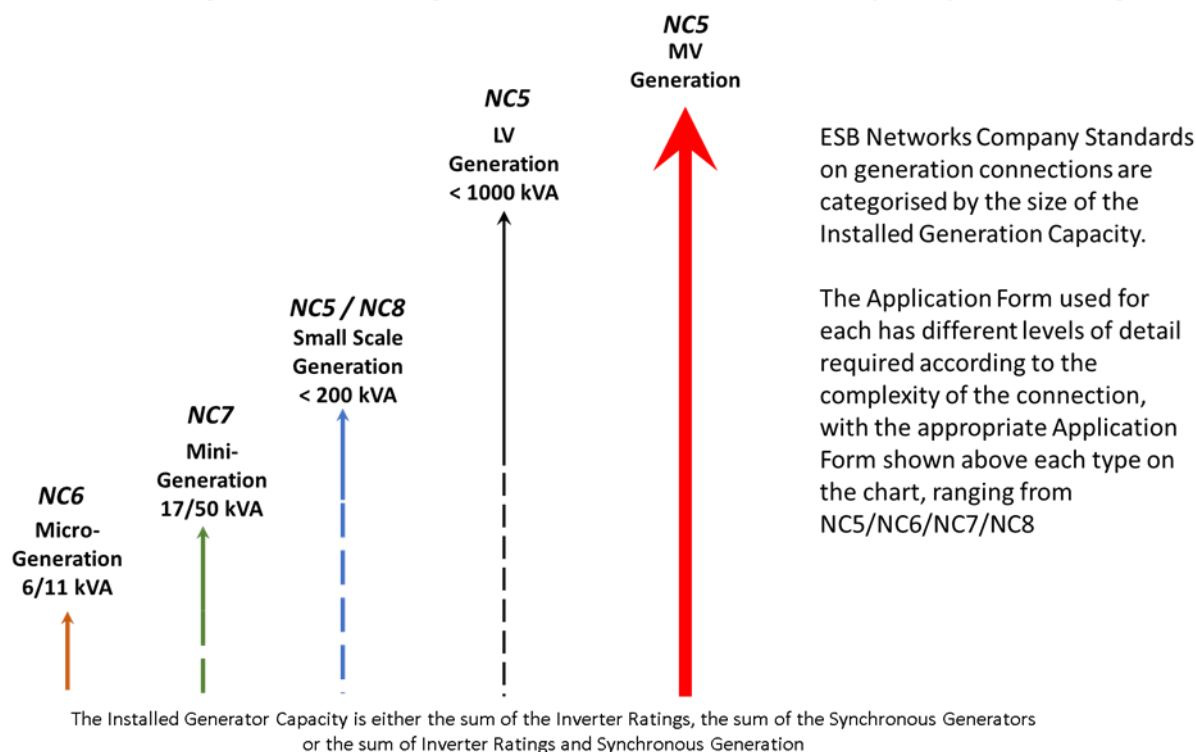 NC5
MV
Generation
NC5
LV
Generation
< 1000 kVA
NC5 / NC8
Small Scale
Generation
< 200 kVA
NC7
Mini-
Generation
17/50 kVA
NC6
Micro-
Generation
6/11 kVA
ESB Networks Company Standards
on generation connections are
categorised by the size of the
Installed Generation Capacity.
The Application Form used for
each has different levels of detail
required according to the
complexity of the connection,
with the appropriate Application
Form shown above each type on
the chart, ranging from
NC5/NC6/NC7/NC8
The Installed Generator Capacity is either the sum of the Inverter Ratings, the sum of the Synchronous Generators
or the sum of Inverter Ratings and Synchronous Generation